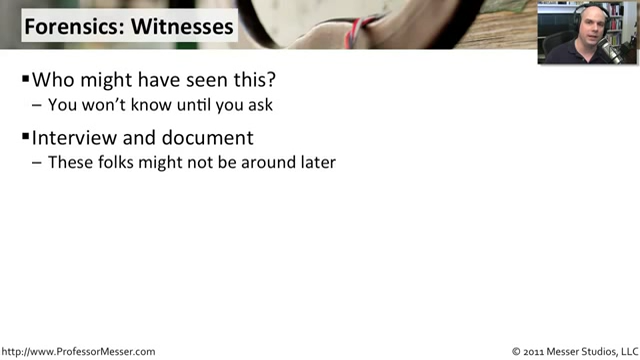 Forensics: Witnesses
▪Who might have seen this?
– You won't know until you ask
▪Interview and document
– These folks might not be around later
http://www.ProfessorMesser.com
© 2011 Messer Studios, LLC